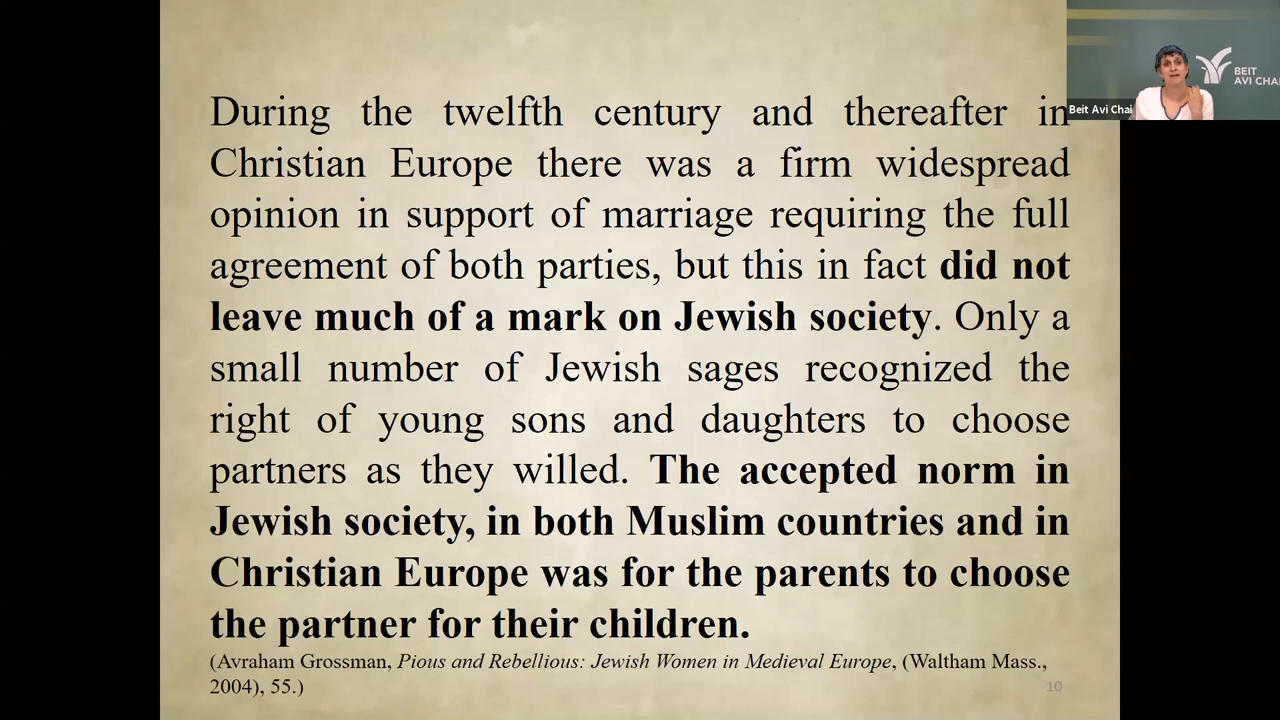 During the twelfth century and thereafter in
Christian Europe there was a firm widespread
opinion in support of marriage requiring the full
agreement of both parties, but this in fact did not
leave much of a mark on Jewish society. Only a
small number of Jewish sages recognized the
right of young sons and daughters to choose
partners as they willed. The accepted norm in
Jewish society, in both Muslim countries and in
Christian Europe was for the parents to choose
the partner for their children.
(Avraham Grossman, Pious and Rebellious: Jewish Women in Medieval Europe, (Waltham Mass.,
2004), 55.)
10
BEIT
AVI CHAI
Beit Avi Chai